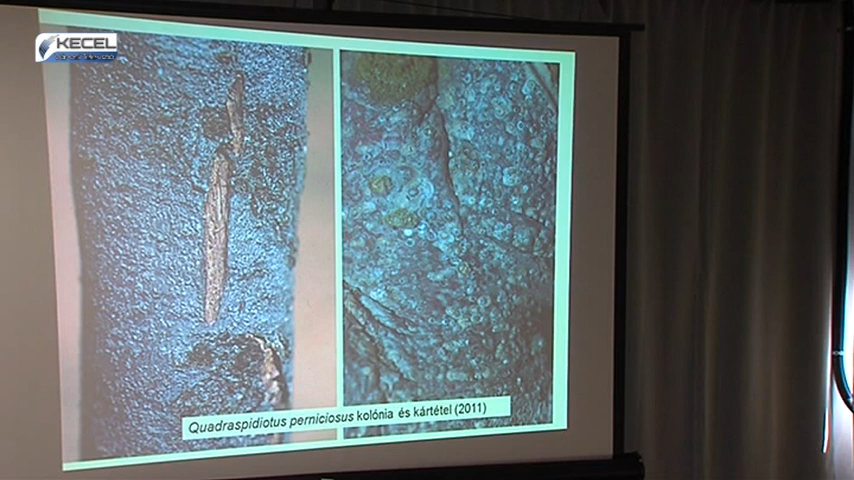 KECEL
Quadraspidiotus perniciosus kolónia és kártétel (2011)